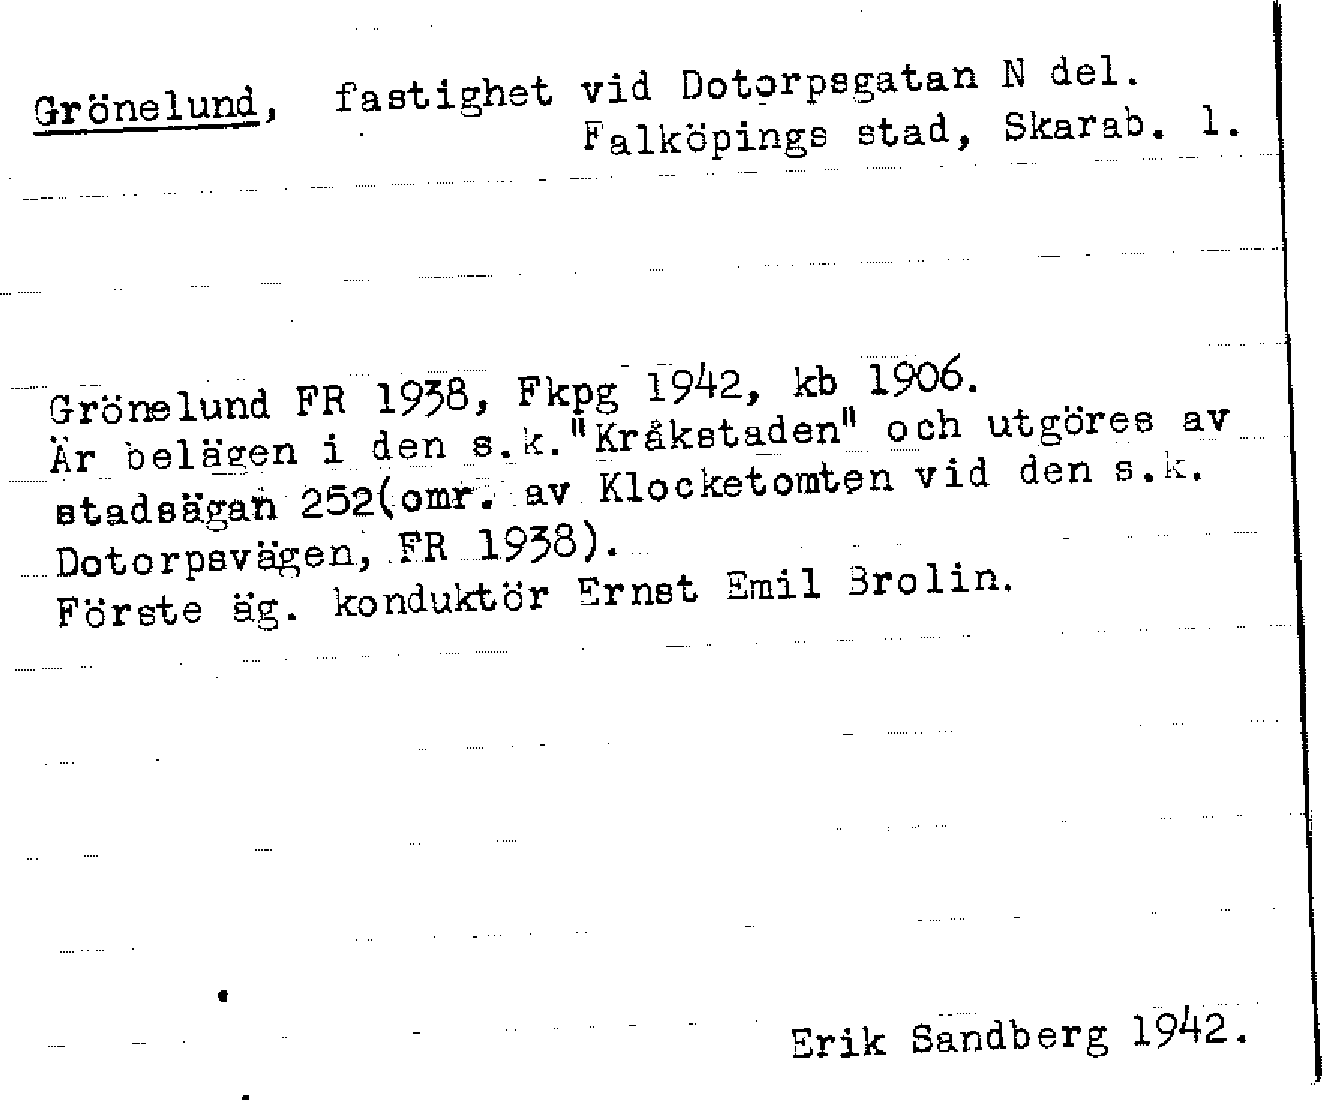 Grönelund, fastighet vid Dotorpsgatan N del.
Falköpings stad, Skarab. l.
Grönelund FR 1938, Fkpg 1942, kb 1906.
Är belägen i den s.k."Kråkstaden" och utgöres av
stadsägan 252(omr. av Klocketomten vid den s.k.
Dotorpsvägen, FR 1938).
Förste äg. konduktör Ernst Emil Brolin.
Erik Sandberg 1942.